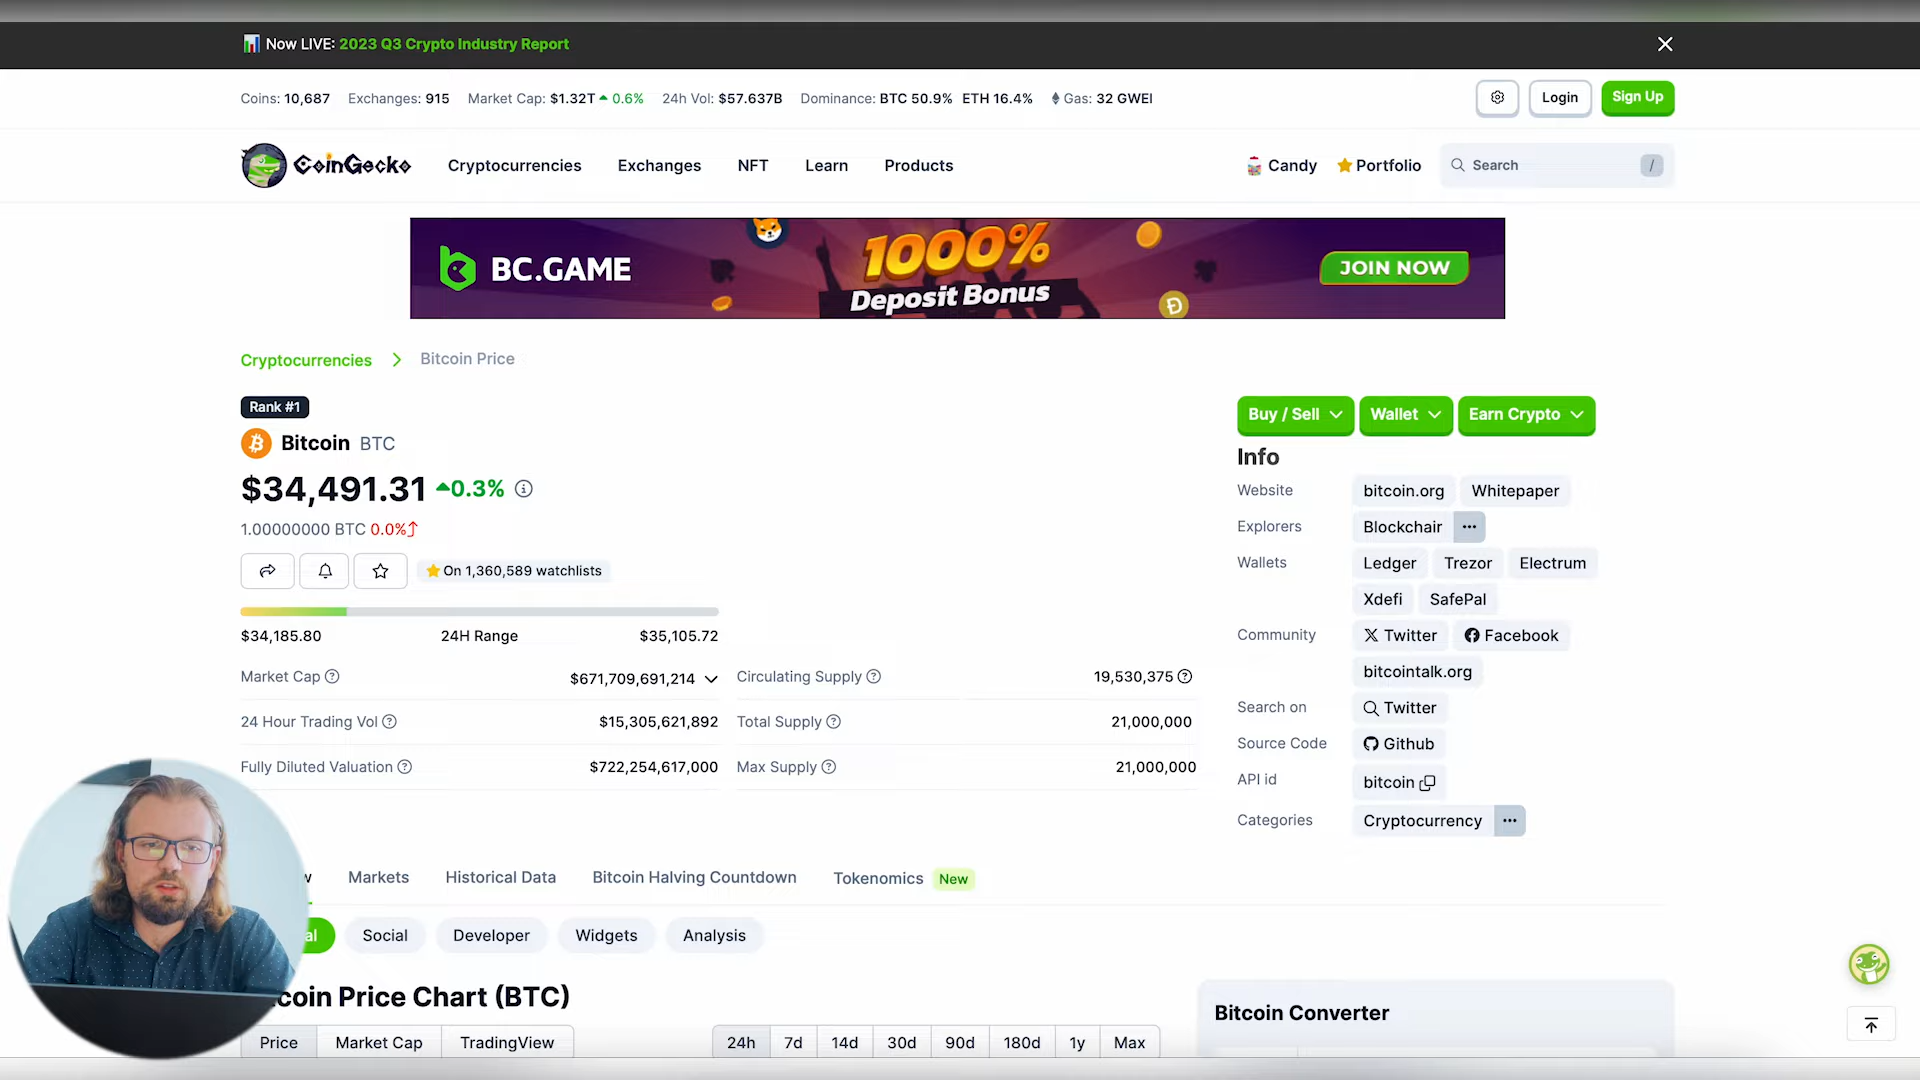 Now LIVE: 2023 Q3 Crypto Industry Report
Coins: 10,687 Exchanges: 915 Market Cap: $1.32T 0.6% 24h Vol: $57.637B Dominance: BTC 50.9% ETH 16.4% Gas: 32 GWEI
Login
Sign Up
CoinGecko
Cryptocurrencies
Exchanges
NFT
Learn
Products
Candy
Portfolio
Search
/
BC.GAME
1000%
Deposit Bonus
JOIN NOW
Cryptocurrencies
Bitcoin Price
Rank #1
Bitcoin BTC
$34,491.31 0.3%
1.00000000 BTC 0.0%
On 1,360,589 watchlists
$34,185.80 24H Range $35,105.72
Market Cap $671,709,691,214
Circulating Supply 19,530,375
24 Hour Trading Vol $15,305,621,892
Total Supply 21,000,000
Fully Diluted Valuation $722,254,617,000
Max Supply 21,000,000
Buy / Sell
Wallet
Earn Crypto
Info
Website bitcoin.org Whitepaper
Explorers Blockchair
Wallets Ledger Trezor Electrum
Xdefi SafePal
Community Twitter Facebook
bitcointalk.org
Search on Twitter
Source Code Github
API id bitcoin
Categories Cryptocurrency
w
Markets
Historical Data
Bitcoin Halving Countdown
Tokenomics New
al
Social
Developer
Widgets
Analysis
coin Price Chart (BTC)
Price
Market Cap
TradingView
24h 7d 14d 30d 90d 180d 1y Max
Bitcoin Converter